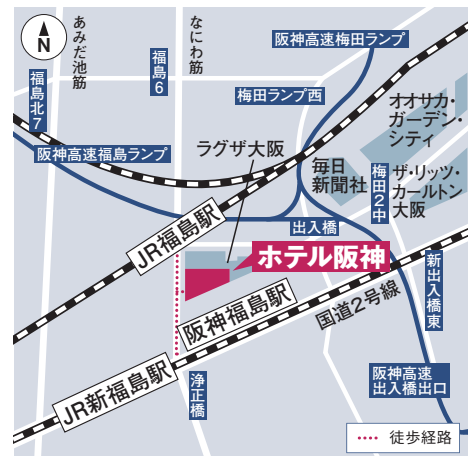 N
あみだ池筋
なにわ筋
福島6
阪神高速梅田ランプ
福島北7
梅田ランプ西
オオサカ・
ガーデン・
シティ
阪神高速福島ランプ
ラグザ大阪
毎日
新聞社
梅田2中
ザ・リッツ・
カールトン
大阪
JR福島駅
出入橋
ホテル阪神
新出入橋東
阪神福島駅
国道2号線
JR新福島駅
浄正橋
阪神高速
出入橋出口
徒歩経路